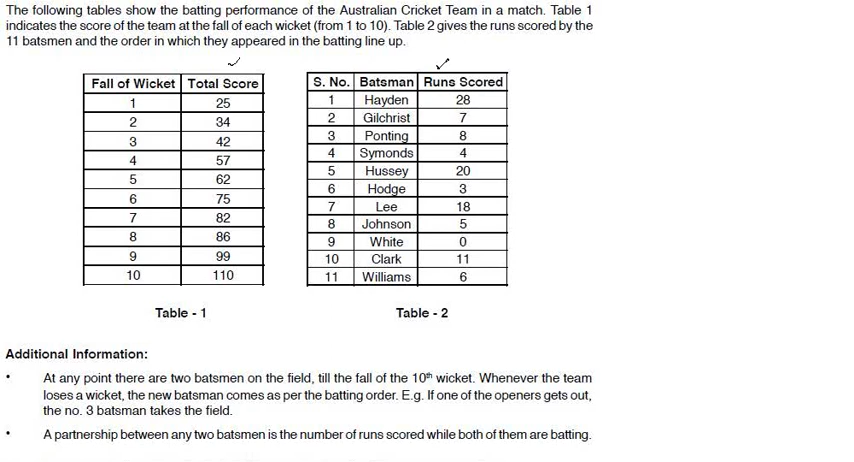 The following tables show the batting performance of the Australian Cricket Team in a match. Table 1
indicates the score of the team at the fall of each wicket (from 1 to 10). Table 2 gives the runs scored by the
11 batsmen and the order in which they appeared in the batting line up.
Fall of Wicket Total Score
1 25
2 34
3 42
4 57
5 62
6 75
7 82
8 86
9 99
10 110
Table - 1
S. No. Batsman Runs Scored
1 Hayden 28
2 Gilchrist 7
3 Ponting 8
4 Symonds 4
5 Hussey 20
6 Hodge 3
7 Lee 18
8 Johnson 5
9 White 0
10 Clark 11
11 Williams 6
Table - 2
Additional Information:
• At any point there are two batsmen on the field, till the fall of the 10th wicket. Whenever the team
loses a wicket, the new batsman comes as per the batting order. E.g. If one of the openers gets out,
the no. 3 batsman takes the field.
• A partnership between any two batsmen is the number of runs scored while both of them are batting.